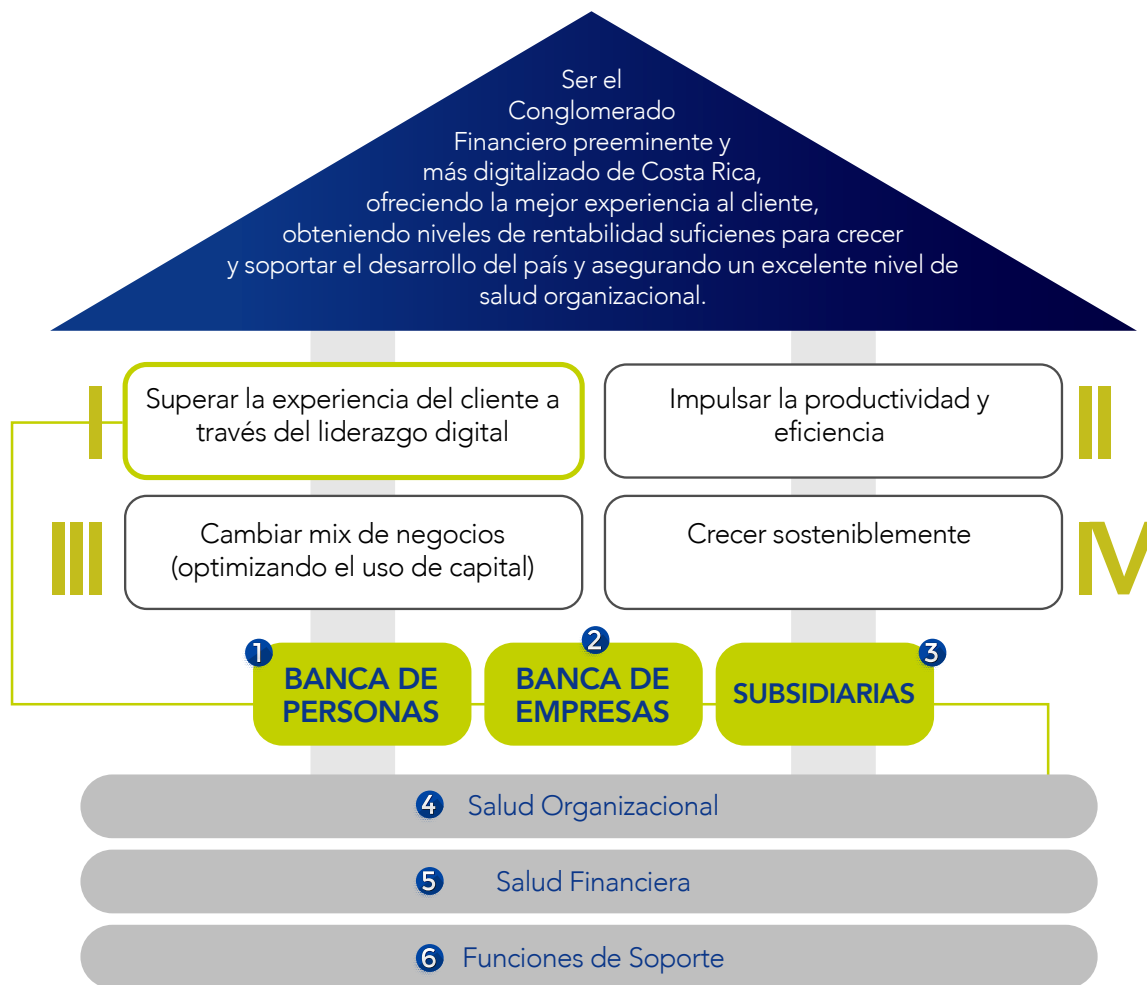 Ser el
Conglomerado
Financiero preeminente y
más digitalizado de Costa Rica,
ofreciendo la mejor experiencia al cliente,
obteniendo niveles de rentabilidad suficienes para crecer
y soportar el desarrollo del país y asegurando un excelente nivel de
salud organizacional.
I
Superar la experiencia del cliente a
través del liderazgo digital
Impulsar la productividad y
eficiencia
II
III
Cambiar mix de negocios
(optimizando el uso de capital)
Crecer sosteniblemente
IV
1
BANCA DE
PERSONAS
2
BANCA DE
EMPRESAS
3
SUBSIDIARIAS
4 Salud Organizacional
5 Salud Financiera
6 Funciones de Soporte